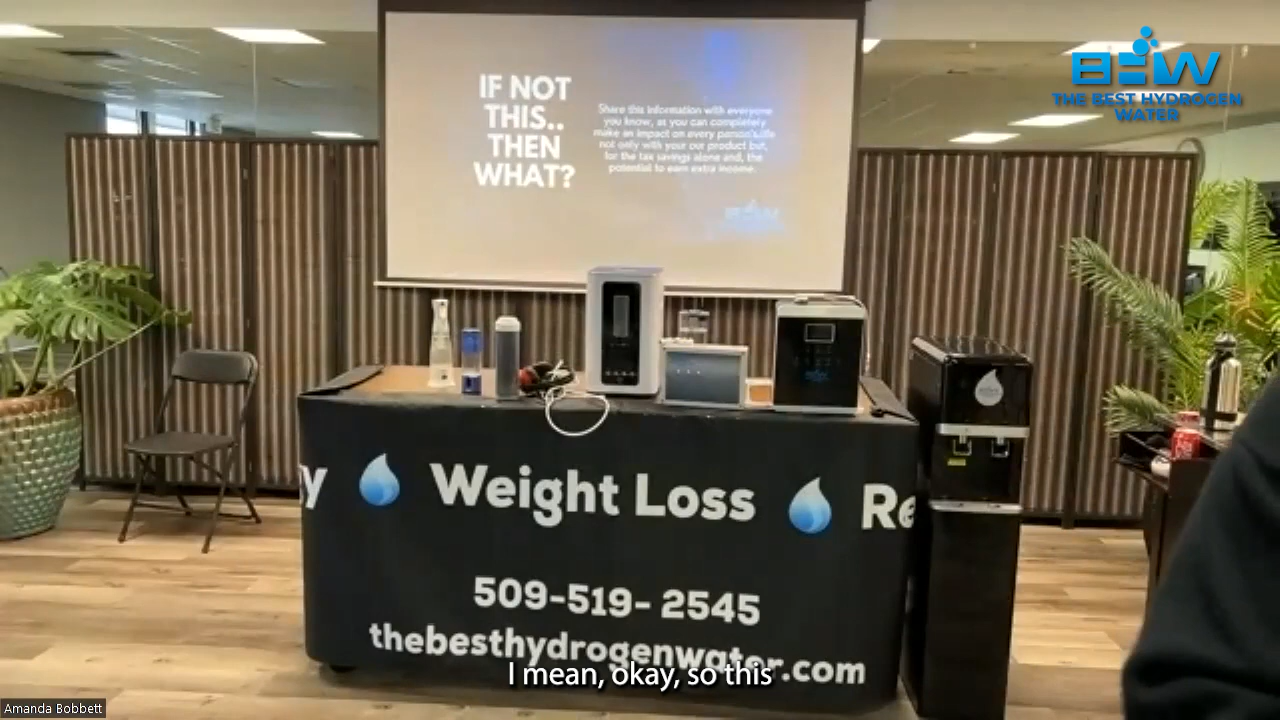 IF NOT
THIS..
THEN
WHAT?
Share this information with everyone
you know, as you can completely
make an impact on every person's life
not only with your our product but,
for the tax savings alone and, the
potential to earn extra income.
BHW
THE BEST HYDROGEN
WATER
y Weight Loss Re
509-519- 2545
thebesthydrogenwater.com
I mean, okay, so this
Amanda Bobbett